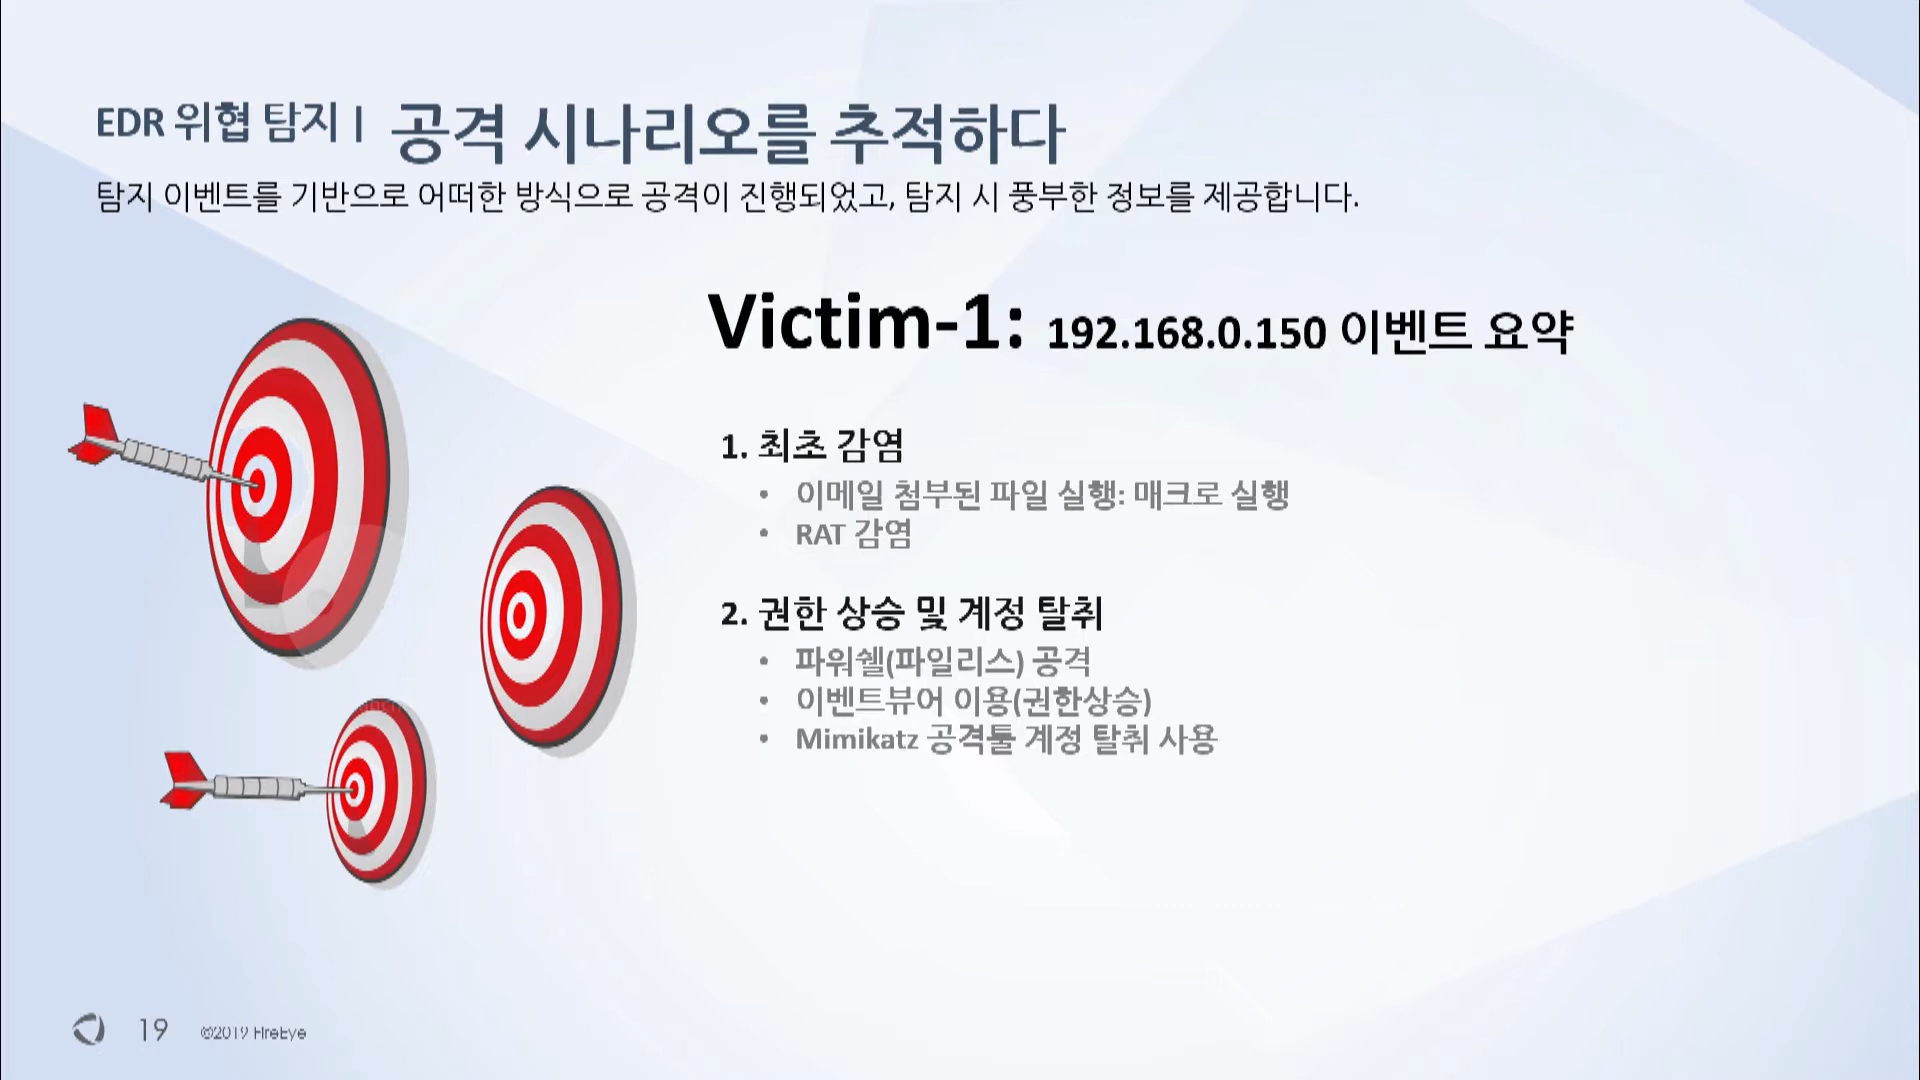 EDR 위협 탐지 | 공격 시나리오를 추적하다
탐지 이벤트를 기반으로 어떠한 방식으로 공격이 진행되었고, 탐지 시 풍부한 정보를 제공합니다.
Victim-1: 192.168.0.150 이벤트 요약
1. 최초 감염
• 이메일 첨부된 파일 실행: 매크로 실행
• RAT 감염
2. 권한 상승 및 계정 탈취
• 파워쉘(파일리스) 공격
• 이벤트뷰어 이용(권한상승)
• Mimikatz 공격툴 계정 탈취 사용
19 ©2019 FireEye